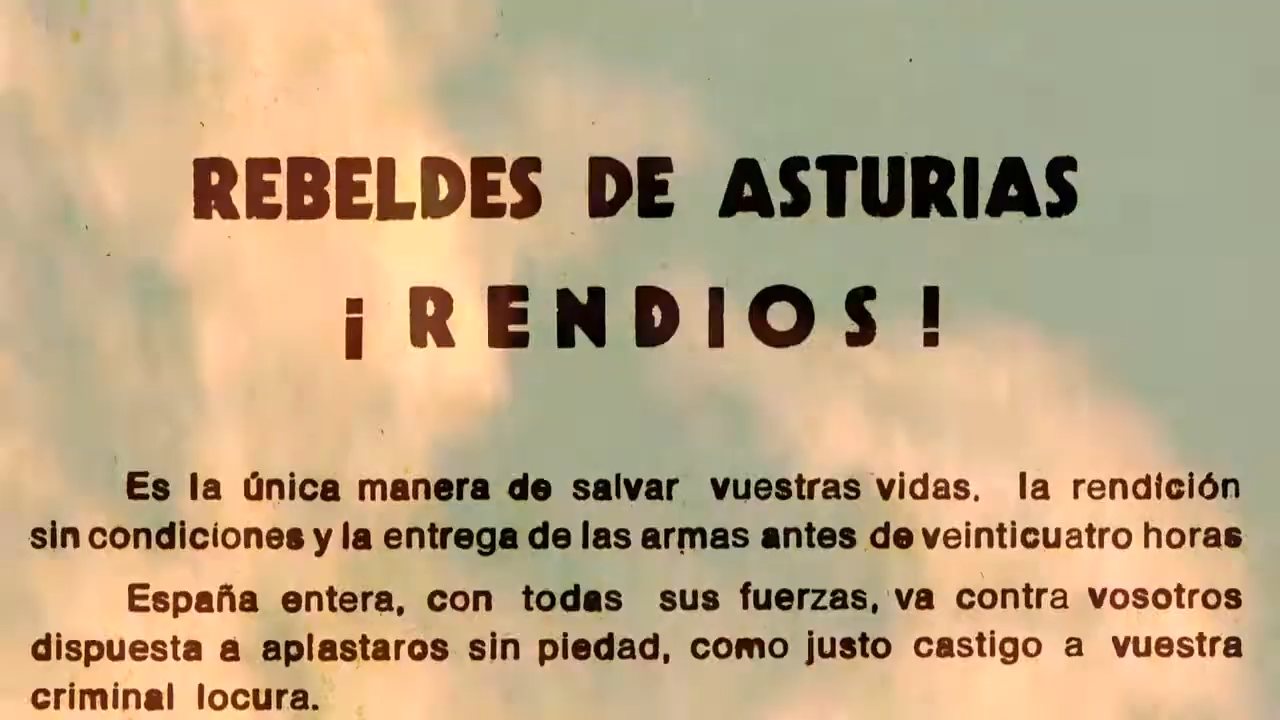 REBELDES DE ASTURIAS
¡RENDIOS!
Es la única manera de salvar vuestras vidas. la rendición
sin condiciones y la entrega de las armas antes de veinticuatro horas
España entera, con todas sus fuerzas, va contra vosotros
dispuesta a aplastaros sin piedad, como justo castigo a vuestra
criminal locura.